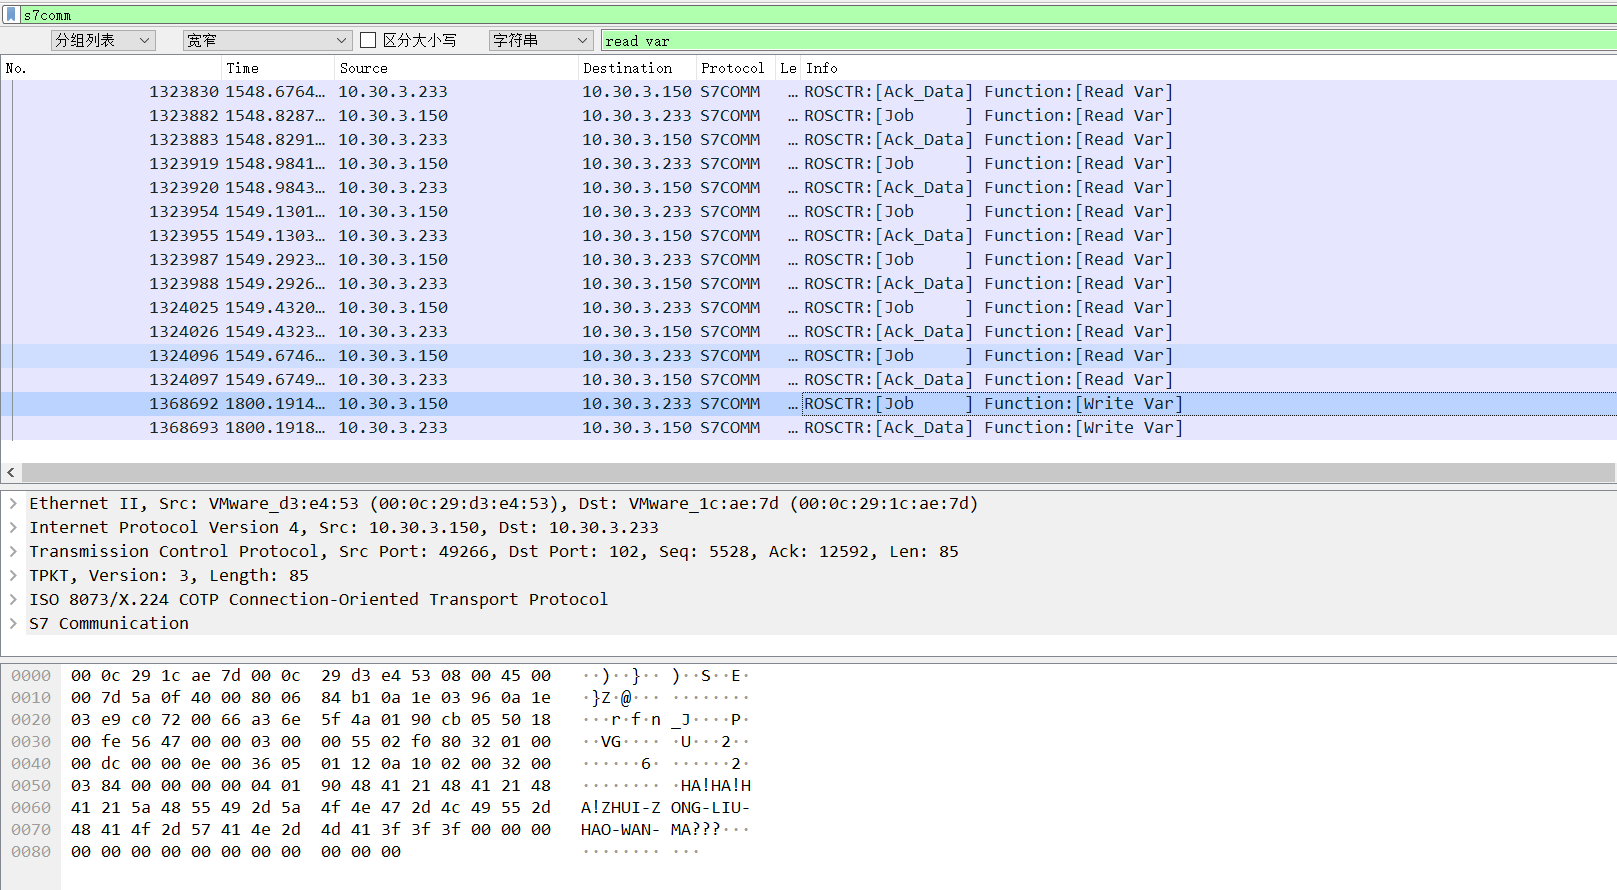 s7comm
分组列表 宽窄 区分大小写 字符串 read var
No. Time Source Destination Protocol Le Info
1323830 1548.6764… 10.30.3.233 10.30.3.150 S7COMM … ROSCTR:[Ack_Data] Function:[Read Var]
1323882 1548.8287… 10.30.3.150 10.30.3.233 S7COMM … ROSCTR:[Job     ] Function:[Read Var]
1323883 1548.8291… 10.30.3.233 10.30.3.150 S7COMM … ROSCTR:[Ack_Data] Function:[Read Var]
1323919 1548.9841… 10.30.3.150 10.30.3.233 S7COMM … ROSCTR:[Job     ] Function:[Read Var]
1323920 1548.9843… 10.30.3.233 10.30.3.150 S7COMM … ROSCTR:[Ack_Data] Function:[Read Var]
1323954 1549.1301… 10.30.3.150 10.30.3.233 S7COMM … ROSCTR:[Job     ] Function:[Read Var]
1323955 1549.1303… 10.30.3.233 10.30.3.150 S7COMM … ROSCTR:[Ack_Data] Function:[Read Var]
1323987 1549.2923… 10.30.3.150 10.30.3.233 S7COMM … ROSCTR:[Job     ] Function:[Read Var]
1323988 1549.2926… 10.30.3.233 10.30.3.150 S7COMM … ROSCTR:[Ack_Data] Function:[Read Var]
1324025 1549.4320… 10.30.3.150 10.30.3.233 S7COMM … ROSCTR:[Job     ] Function:[Read Var]
1324026 1549.4323… 10.30.3.233 10.30.3.150 S7COMM … ROSCTR:[Ack_Data] Function:[Read Var]
1324096 1549.6746… 10.30.3.150 10.30.3.233 S7COMM … ROSCTR:[Job     ] Function:[Read Var]
1324097 1549.6749… 10.30.3.233 10.30.3.150 S7COMM … ROSCTR:[Ack_Data] Function:[Read Var]
1368692 1800.1914… 10.30.3.150 10.30.3.233 S7COMM … ROSCTR:[Job     ] Function:[Write Var]
1368693 1800.1918… 10.30.3.233 10.30.3.150 S7COMM … ROSCTR:[Ack_Data] Function:[Write Var]
Ethernet II, Src: VMware_d3:e4:53 (00:0c:29:d3:e4:53), Dst: VMware_1c:ae:7d (00:0c:29:1c:ae:7d)
Internet Protocol Version 4, Src: 10.30.3.150, Dst: 10.30.3.233
Transmission Control Protocol, Src Port: 49266, Dst Port: 102, Seq: 5528, Ack: 12592, Len: 85
TPKT, Version: 3, Length: 85
ISO 8073/X.224 COTP Connection-Oriented Transport Protocol
S7 Communication
0000 00 0c 29 1c ae 7d 00 0c 29 d3 e4 53 08 00 45 00 ··)··}·· )··S··E·
0010 00 7d 5a 0f 40 00 80 06 84 b1 0a 1e 03 96 0a 1e ·}Z·@··· ········
0020 03 e9 c0 72 00 66 a3 6e 5f 4a 01 90 cb 05 50 18 ···r·f·n _J····P·
0030 00 fe 56 47 00 00 03 00 00 55 02 f0 80 32 01 00 ··VG···· ·U···2··
0040 00 dc 00 00 0e 00 36 05 01 12 0a 10 02 00 32 00 ······6· ······2·
0050 03 84 00 00 00 00 04 01 90 48 41 21 48 41 21 48 ········ ·HA!HA!H
0060 41 21 5a 48 55 49 2d 5a 4f 4e 47 2d 4c 49 55 2d A!ZHUI-Z ONG-LIU-
0070 48 41 4f 2d 57 41 4e 2d 4d 41 3f 3f 3f 00 00 00 HAO-WAN- MA???···
0080 00 00 00 00 00 00 00 00 00 00 00 ········ ···